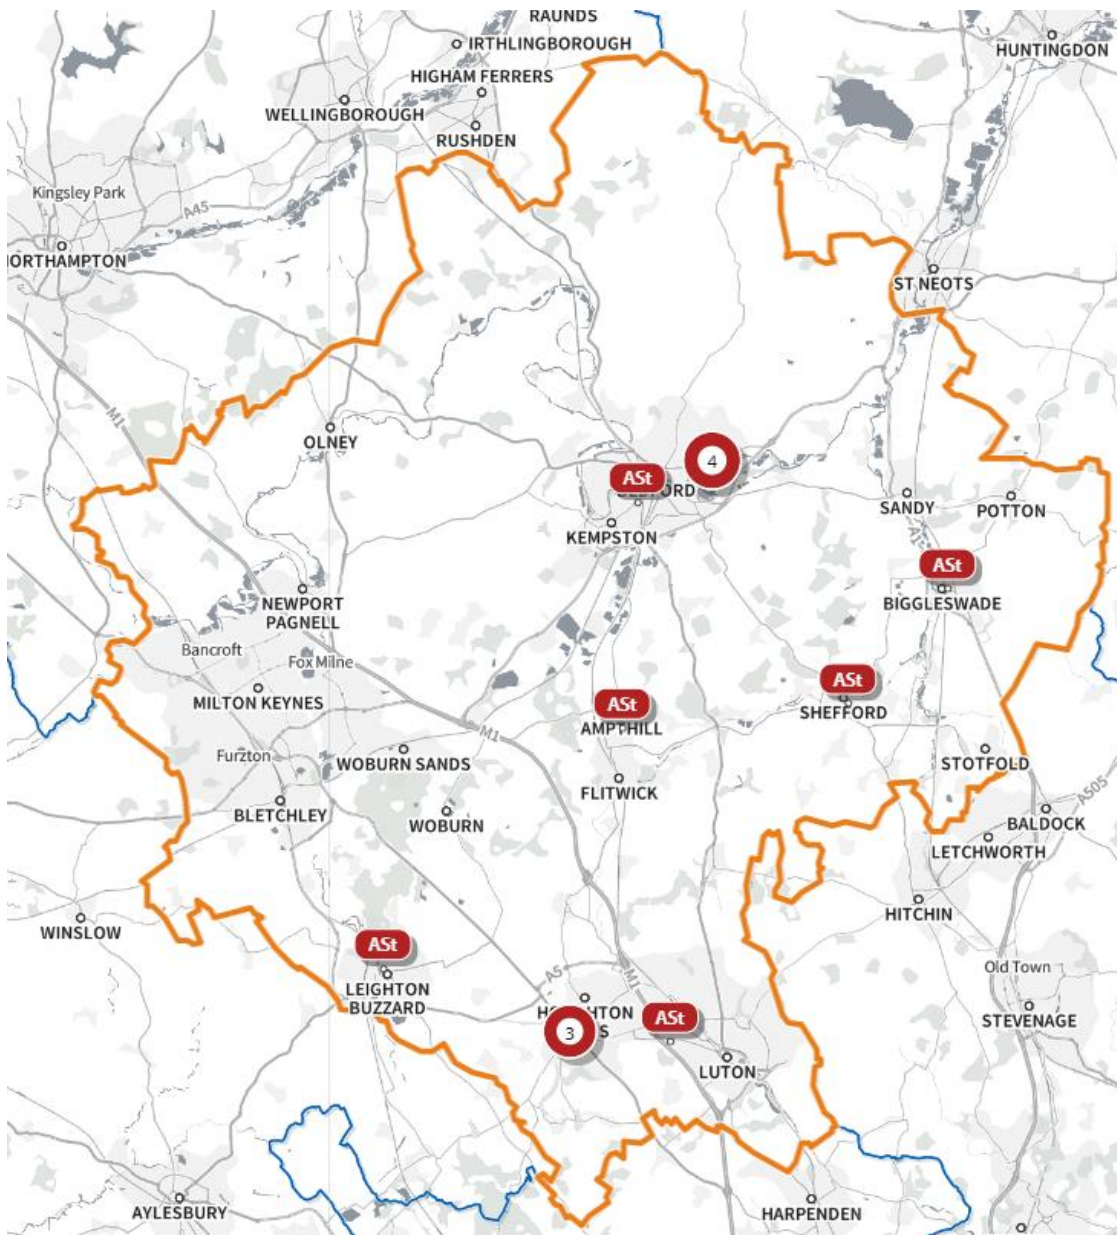 RAUNDS
IRTHLINGBOROUGH
HUNTINGDON
HIGHAM FERRERS
WELLINGBOROUGH
RUSHDEN
Kingsley Park
A45
ORTHAMPTON
ST NEOTS
M1
OLNEY
4
ASt
KEMPSTON
SANDY
POTTON
A1
ASt
BIGGLESWADE
NEWPORT
PAGNELL
Bancroft
Fox Milne
MILTON KEYNES
ASt
SHEFFORD
ASt
AMPTHILL
M1
Furzton
WOBURN SANDS
STOTFOLD
FLITWICK
A505
BLETCHLEY
WOBURN
BALDOCK
LETCHWORTH
HITCHIN
WINSLOW
ASt
Old Town
LEIGHTON
BUZZARD
A5
M1
ASt
3
STEVENAGE
LUTON
AYLESBURY
HARPENDEN